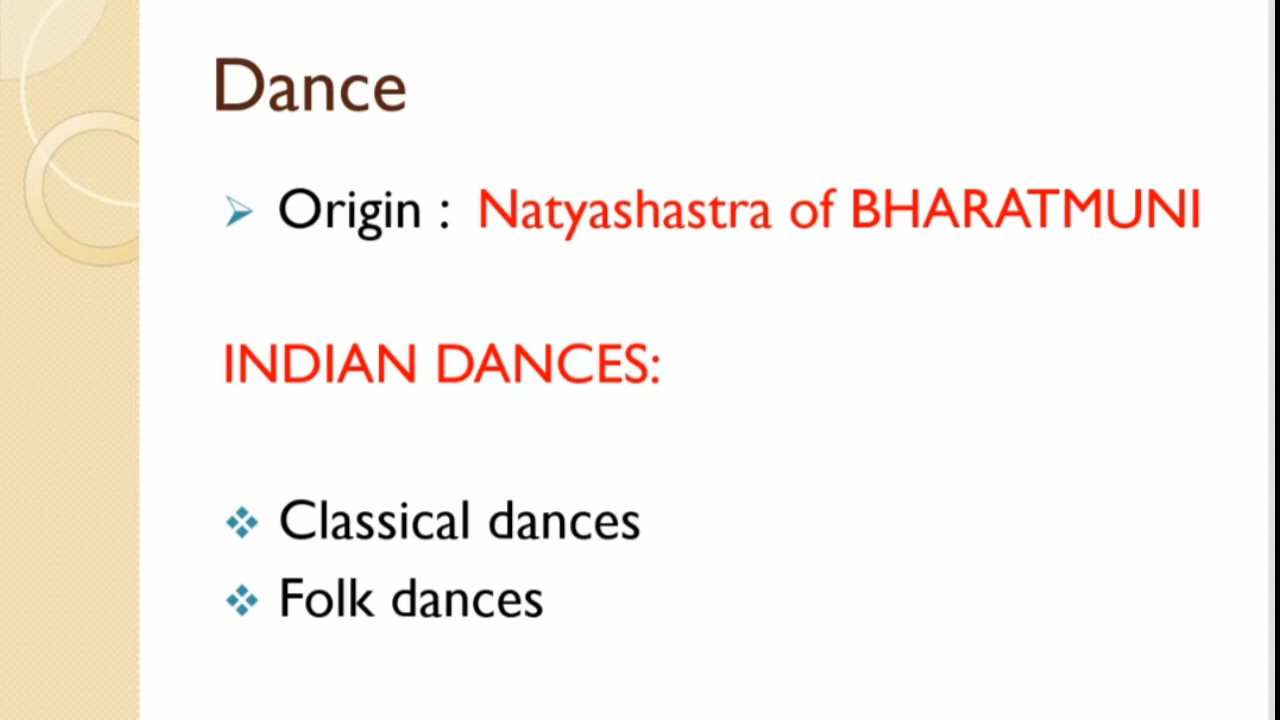 Dance
Origin : Natyashastra of BHARATMUNI
INDIAN DANCES:
Classical dances
Folk dances